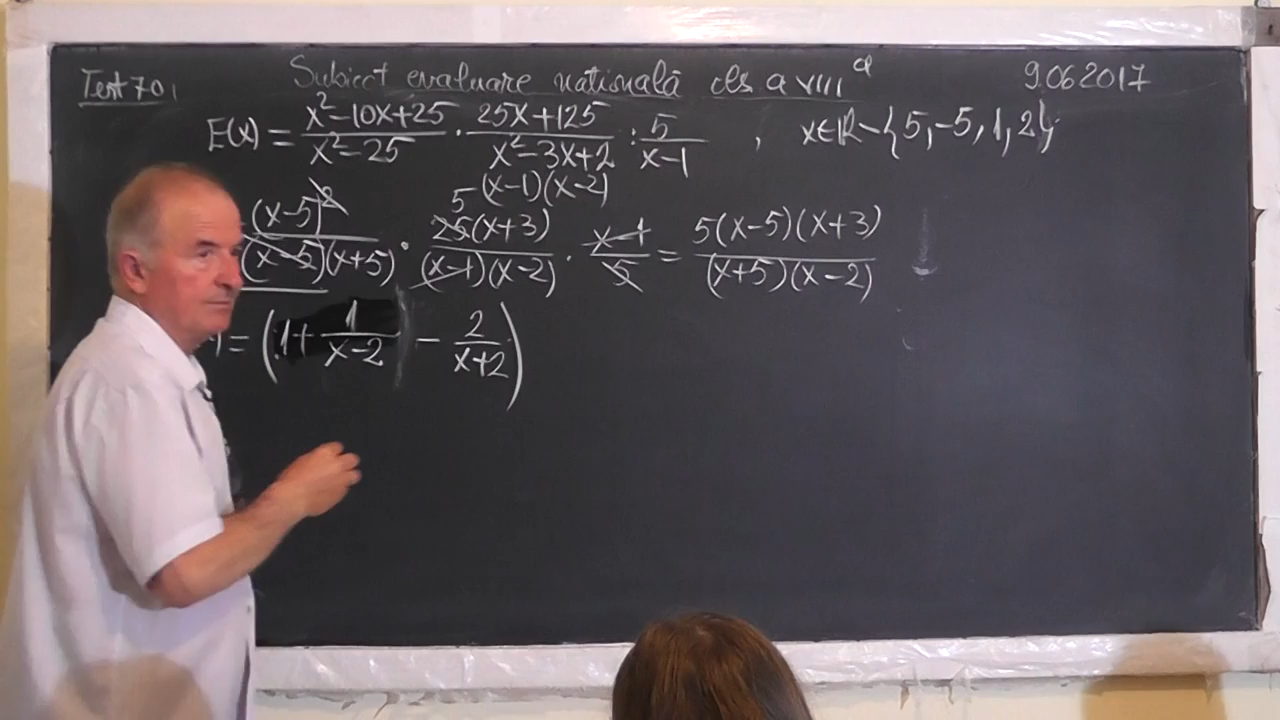 Test 70, Subiect evaluare națională cls a VIII a 9.06 2017
E(x) = (x²-10x+25)/(x²-25) · (25x+125)/(x²-3x+2) : 5/(x-1) , x∈R-{5,-5,1,2};
(x-1)(x-2)
(x-5)²/((x-5)(x+5)) · 25(x+3)/((x-1)(x-2)) · (x-1)/5 = 5(x-5)(x+3)/((x+5)(x-2))
5
= (1+ 1/(x-2) - 2/(x+2))